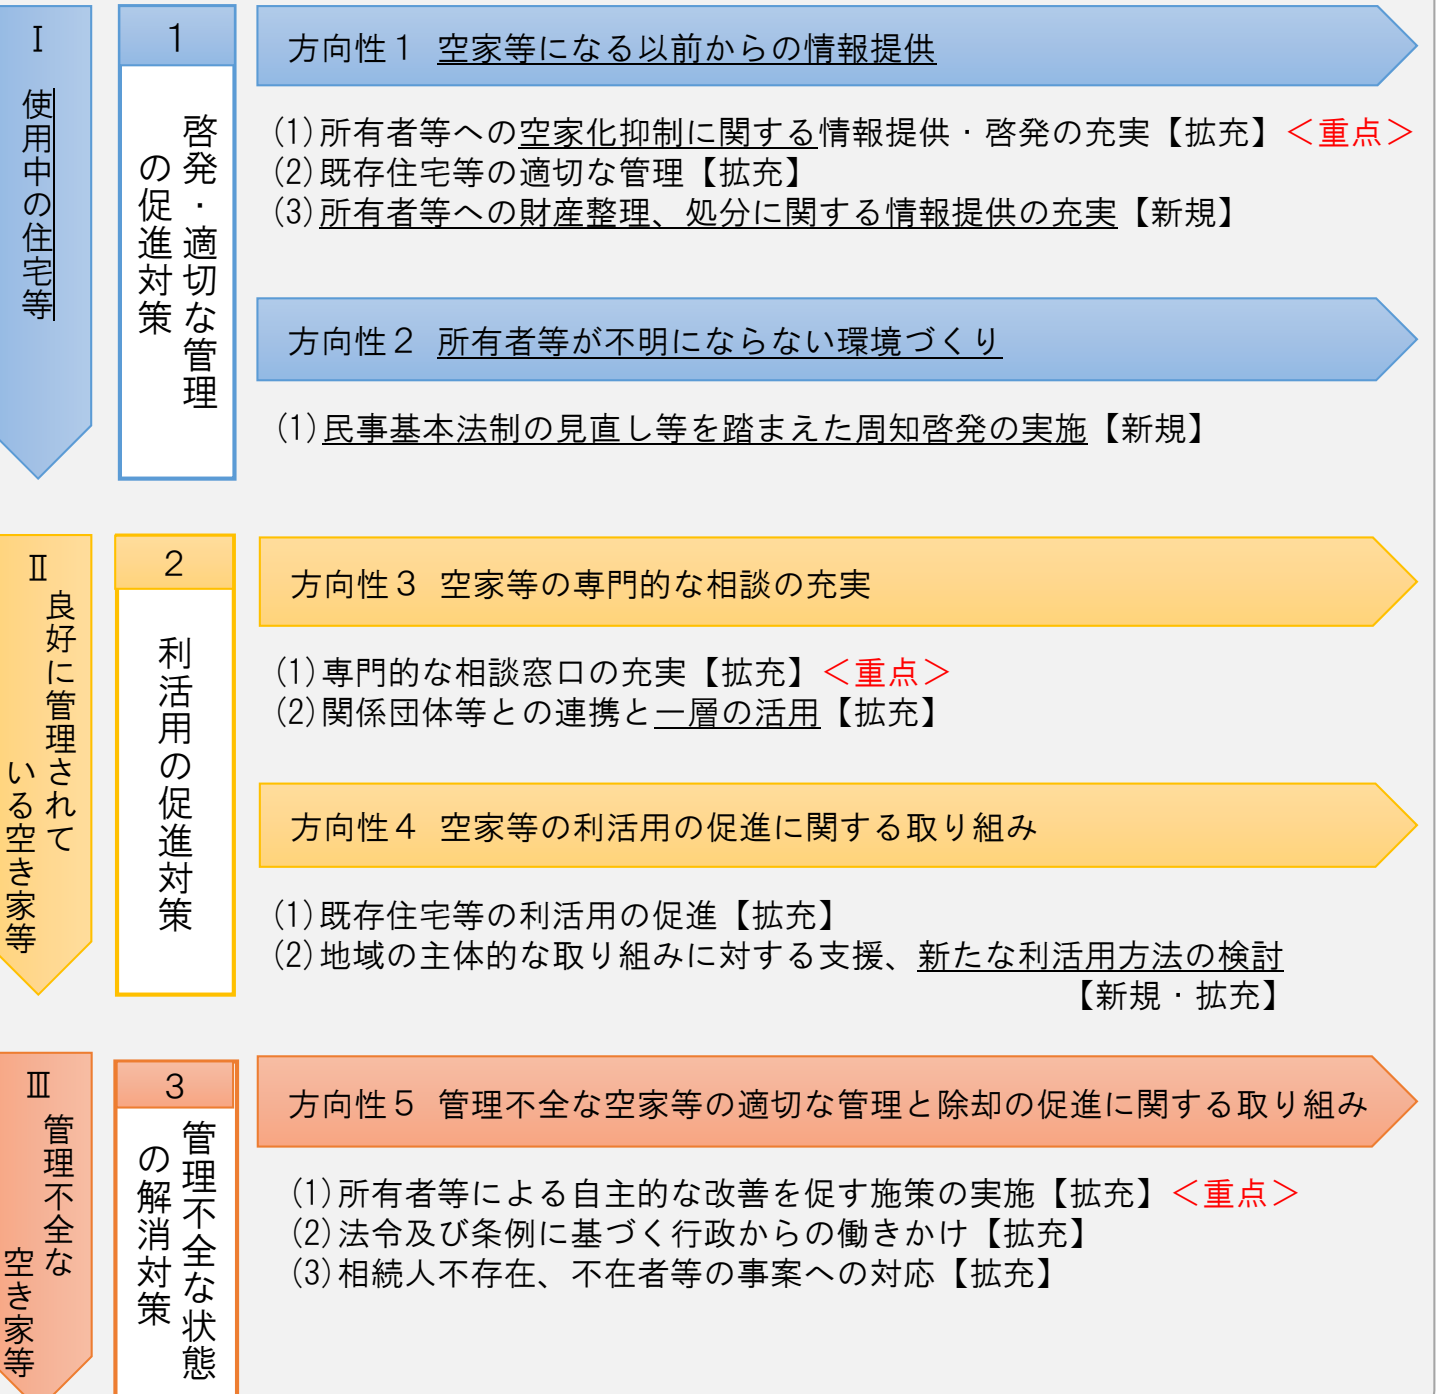 Ⅰ
使用中の住宅等
1
啓発・適切な管理
の促進対策
方向性１ 空家等になる以前からの情報提供
(1)所有者等への空家化抑制に関する情報提供・啓発の充実【拡充】＜重点＞
(2)既存住宅等の適切な管理【拡充】
(3)所有者等への財産整理、処分に関する情報提供の充実【新規】
方向性２ 所有者等が不明にならない環境づくり
(1)民事基本法制の見直し等を踏まえた周知啓発の実施【新規】
Ⅱ
良好に管理されて
いる空き家等
2
利活用の促進対策
方向性３ 空家等の専門的な相談の充実
(1)専門的な相談窓口の充実【拡充】＜重点＞
(2)関係団体等との連携と一層の活用【拡充】
方向性４ 空家等の利活用の促進に関する取り組み
(1)既存住宅等の利活用の促進【拡充】
(2)地域の主体的な取り組みに対する支援、新たな利活用方法の検討
【新規・拡充】
Ⅲ
管理不全な
空き家等
3
管理不全な状態
の解消対策
方向性５ 管理不全な空家等の適切な管理と除却の促進に関する取り組み
(1)所有者等による自主的な改善を促す施策の実施【拡充】＜重点＞
(2)法令及び条例に基づく行政からの働きかけ【拡充】
(3)相続人不存在、不在者等の事案への対応【拡充】